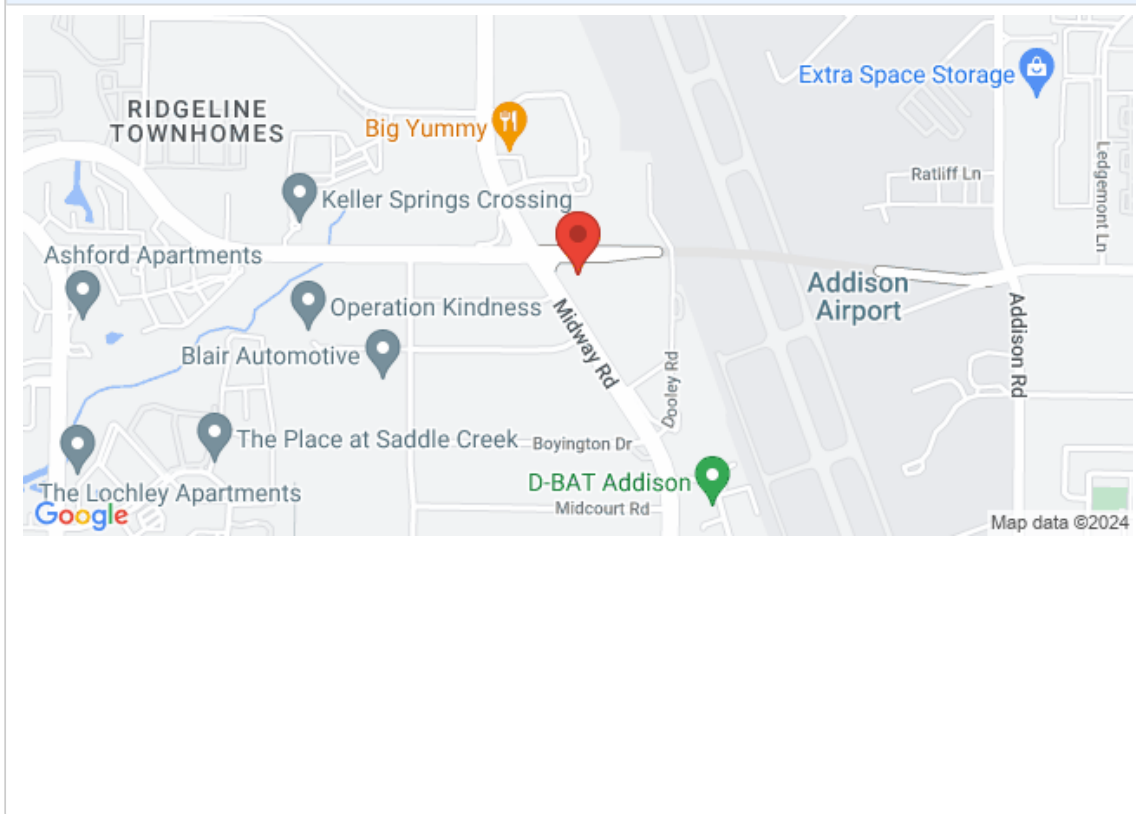 Extra Space Storage
RIDGELINE
TOWNHOMES
Big Yummy
Ratliff Ln
Ledgemont Ln
Keller Springs Crossing
Ashford Apartments
Addison
Airport
Operation Kindness
Midway Rd
Addison Rd
Blair Automotive
Dooley Rd
The Place at Saddle Creek
Boyington Dr
D-BAT Addison
The Lochley Apartments
Midcourt Rd
Google
Map data ©2024